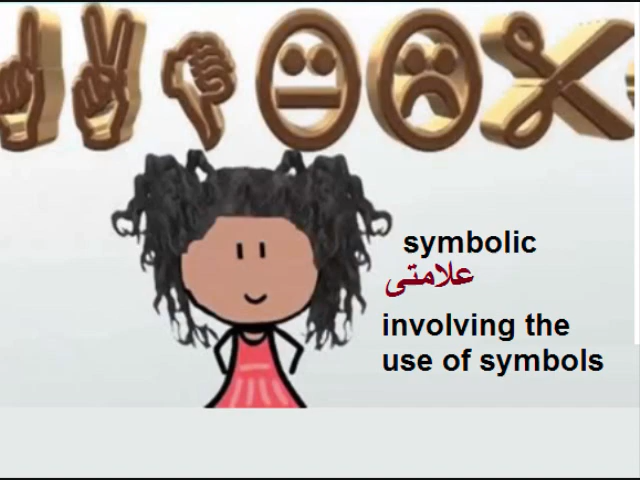 symbolic
علامتی
involving the
use of symbols